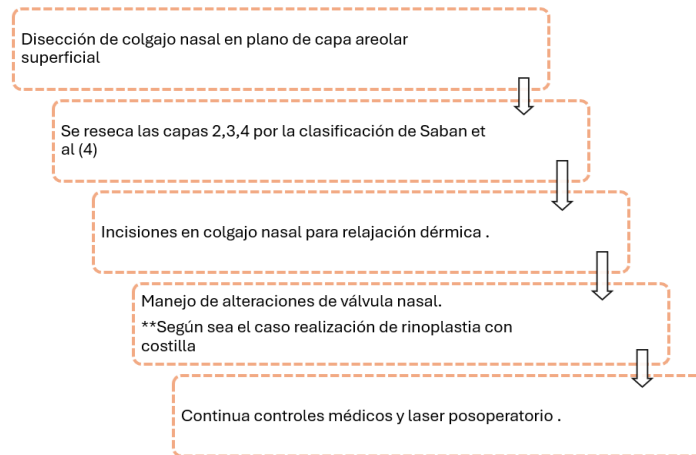 Disección de colgajo nasal en plano de capa areolar
superficial
Se reseca las capas 2,3,4 por la clasificación de Saban et
al (4)
Incisiones en colgajo nasal para relajación dérmica .
Manejo de alteraciones de válvula nasal.
**Según sea el caso realización de rinoplastia con
costilla
Continua controles médicos y laser posoperatorio .